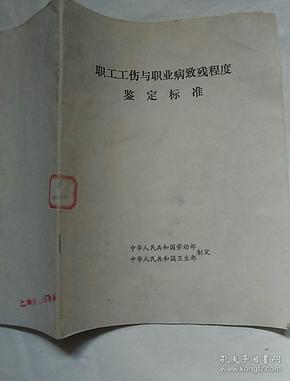 职工工伤与职业病致残程度
鉴定标准
中华人民共和国劳动部
中华人民共和国卫生部
制定
孔夫子旧书网